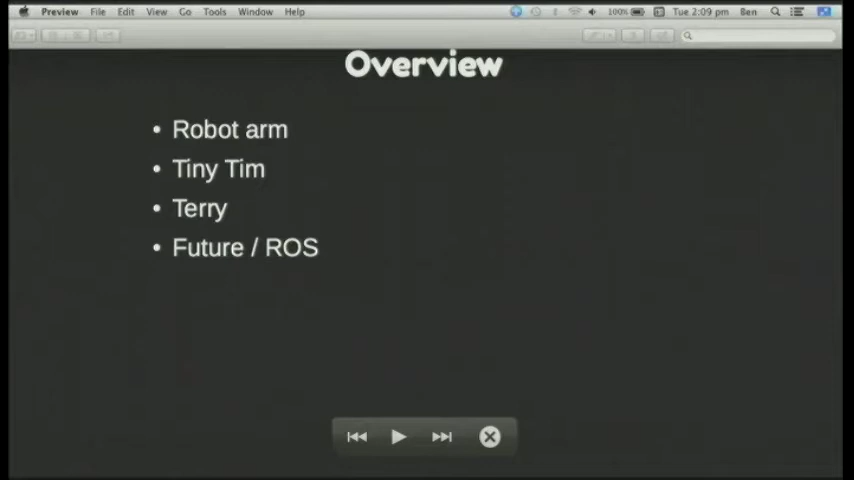 Preview File Edit View Go Tools Window Help 100% Tue 2:09 pm Ben
Overview
• Robot arm
• Tiny Tim
• Terry
• Future / ROS